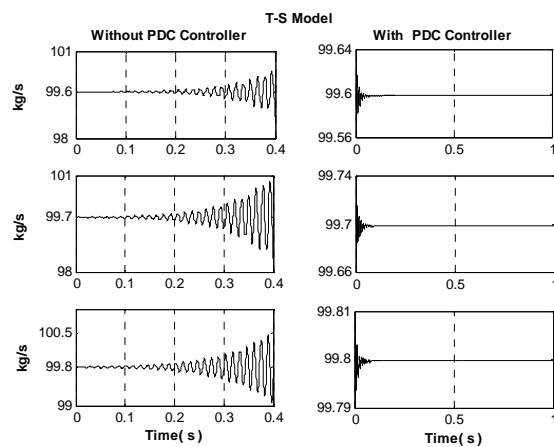 T-S Model
Without PDC Controller
With PDC Controller
101
99.6
98
kg/s
0 0.1 0.2 0.3 0.4
99.64
99.6
99.56
0 0.5 1
101
99.7
98
kg/s
0 0.1 0.2 0.3 0.4
99.74
99.7
99.66
0 0.5 1
100.5
99.8
99
kg/s
0 0.1 0.2 0.3 0.4
Time( s )
99.81
99.8
99.79
0 0.5 1
Time( s )